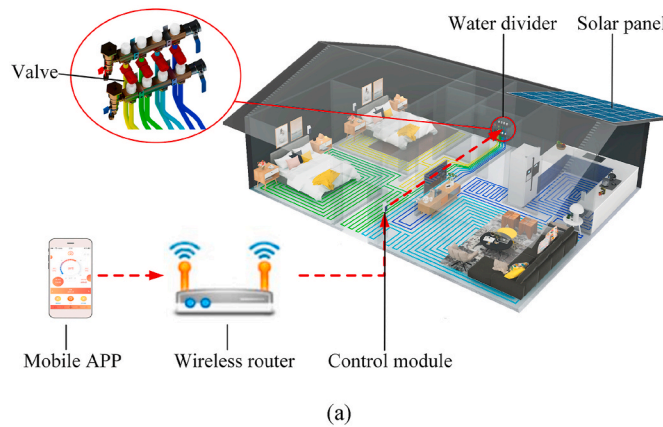 Water divider
Solar panel
Valve
Mobile APP
Wireless router
Control module
(a)